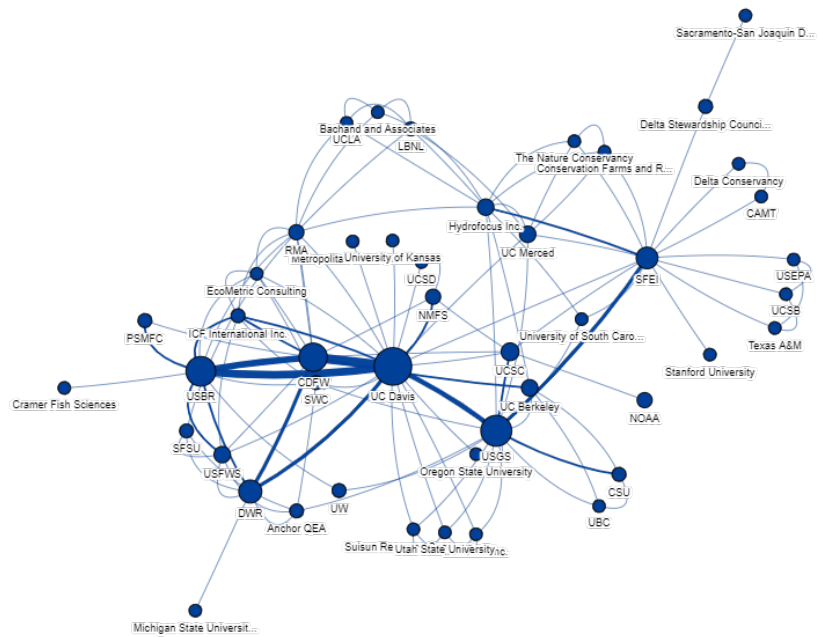 Sacramento-San Joaquin D...
Delta Stewardship Counci...
Bachand and Associates
UCLA
LBNL
The Nature Conservancy
Conservation Farms and R...
Delta Conservancy
CAMT
Hydrofocus Inc.
UC Merced
RMA
Metropolita
University of Kansas
SFEI
USEPA
UCSD
EcoMetric Consulting
UCSB
NMFS
ICF International Inc.
University of South Caro...
Texas A&M
PSMFC
UCSC
Stanford University
CDFW
UC Davis
USBR
SWC
Cramer Fish Sciences
UC Berkeley
NOAA
SFSU
USGS
USFWS
Oregon State University
CSU
DWR
UW
Anchor QEA
UBC
Suisun Re
Utah State University
nc.
Michigan State Universit...